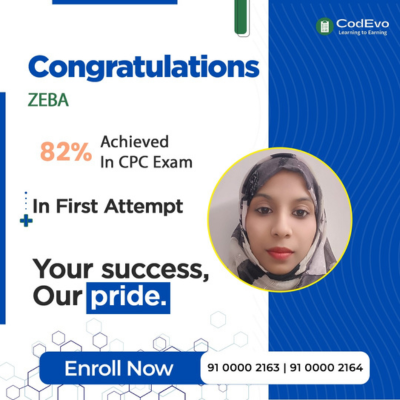 CodEvo
Learning to Earning
Congratulations
ZEBA
82% Achieved
In CPC Exam
In First Attempt
Your success,
Our pride.
Enroll Now
91 0000 2163 | 91 0000 2164